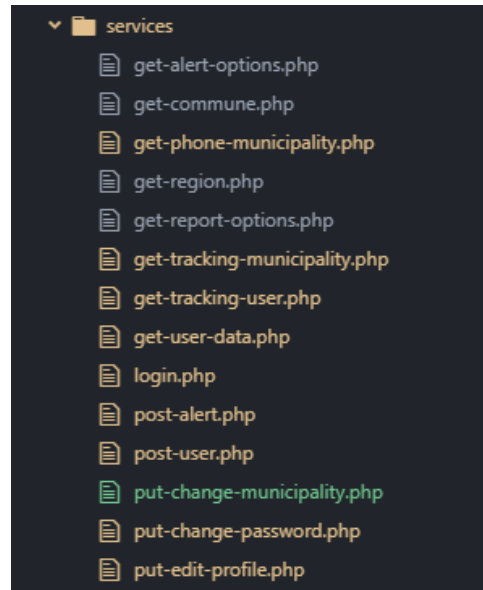 services
get-alert-options.php
get-commune.php
get-phone-municipality.php
get-region.php
get-report-options.php
get-tracking-municipality.php
get-tracking-user.php
get-user-data.php
login.php
post-alert.php
post-user.php
put-change-municipality.php
put-change-password.php
put-edit-profile.php